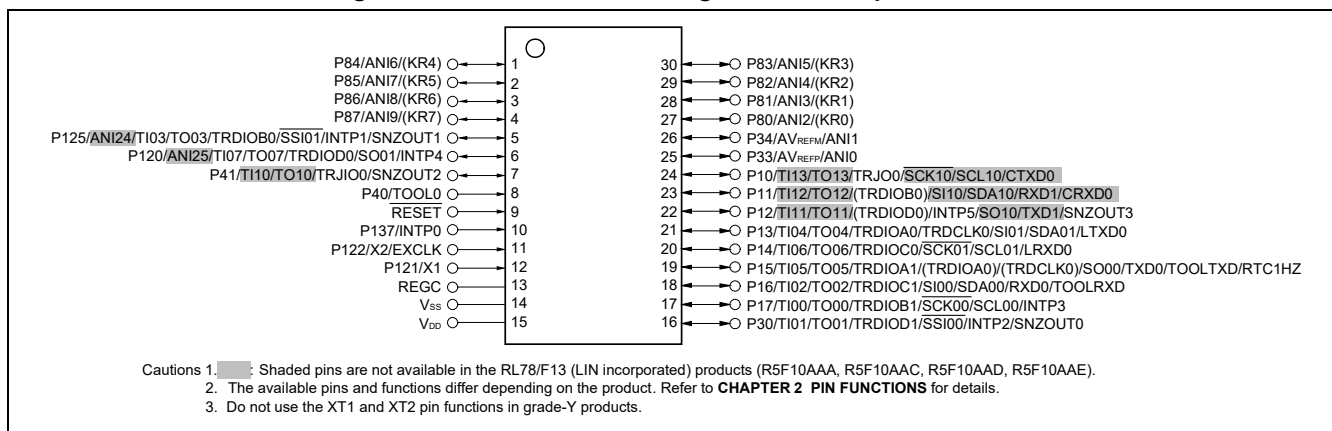 P84/ANI6/(KR4) 1 30 P83/ANI5/(KR3)
P85/ANI7/(KR5) 2 29 P82/ANI4/(KR2)
P86/ANI8/(KR6) 3 28 P81/ANI3/(KR1)
P87/ANI9/(KR7) 4 27 P80/ANI2/(KR0)
P125/ANI24/TI03/TO03/TRDIOB0/SSI01/INTP1/SNZOUT1 5 26 P34/AVREFM/ANI1
P120/ANI25/TI07/TO07/TRDIOD0/SO01/INTP4 6 25 P33/AVREFP/ANI0
P41/TI10/TO10/TRJIO0/SNZOUT2 7 24 P10/TI13/TO13/TRJO0/SCK10/SCL10/CTXD0
P40/TOOL0 8 23 P11/TI12/TO12/(TRDIOB0)/SI10/SDA10/RXD1/CRXD0
RESET 9 22 P12/TI11/TO11/(TRDIOD0)/INTP5/SO10/TXD1/SNZOUT3
P137/INTP0 10 21 P13/TI04/TO04/TRDIOA0/TRDCLK0/SI01/SDA01/LTXD0
P122/X2/EXCLK 11 20 P14/TI06/TO06/TRDIOC0/SCK01/SCL01/LRXD0
P121/X1 12 19 P15/TI05/TO05/TRDIOA1/(TRDIOA0)/(TRDCLK0)/SO00/TXD0/TOOLTXD/RTC1HZ
REGC 13 18 P16/TI02/TO02/TRDIOC1/SI00/SDA00/RXD0/TOOLRXD
VSS 14 17 P17/TI00/TO00/TRDIOB1/SCK00/SCL00/INTP3
VDD 15 16 P30/TI01/TO01/TRDIOD1/SSI00/INTP2/SNZOUT0
Cautions 1. : Shaded pins are not available in the RL78/F13 (LIN incorporated) products (R5F10AAA, R5F10AAC, R5F10AAD, R5F10AAE).
2. The available pins and functions differ depending on the product. Refer to CHAPTER 2 PIN FUNCTIONS for details.
3. Do not use the XT1 and XT2 pin functions in grade-Y products.